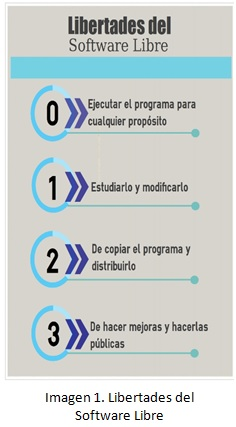 Libertades del
Software Libre
0
Ejecutar el programa para
cualquier propósito
1
Estudiarlo y modificarlo
2
De copiar el programa y
distribuirlo
3
De hacer mejoras y hacerlas
públicas
Imagen 1. Libertades del
Software Libre